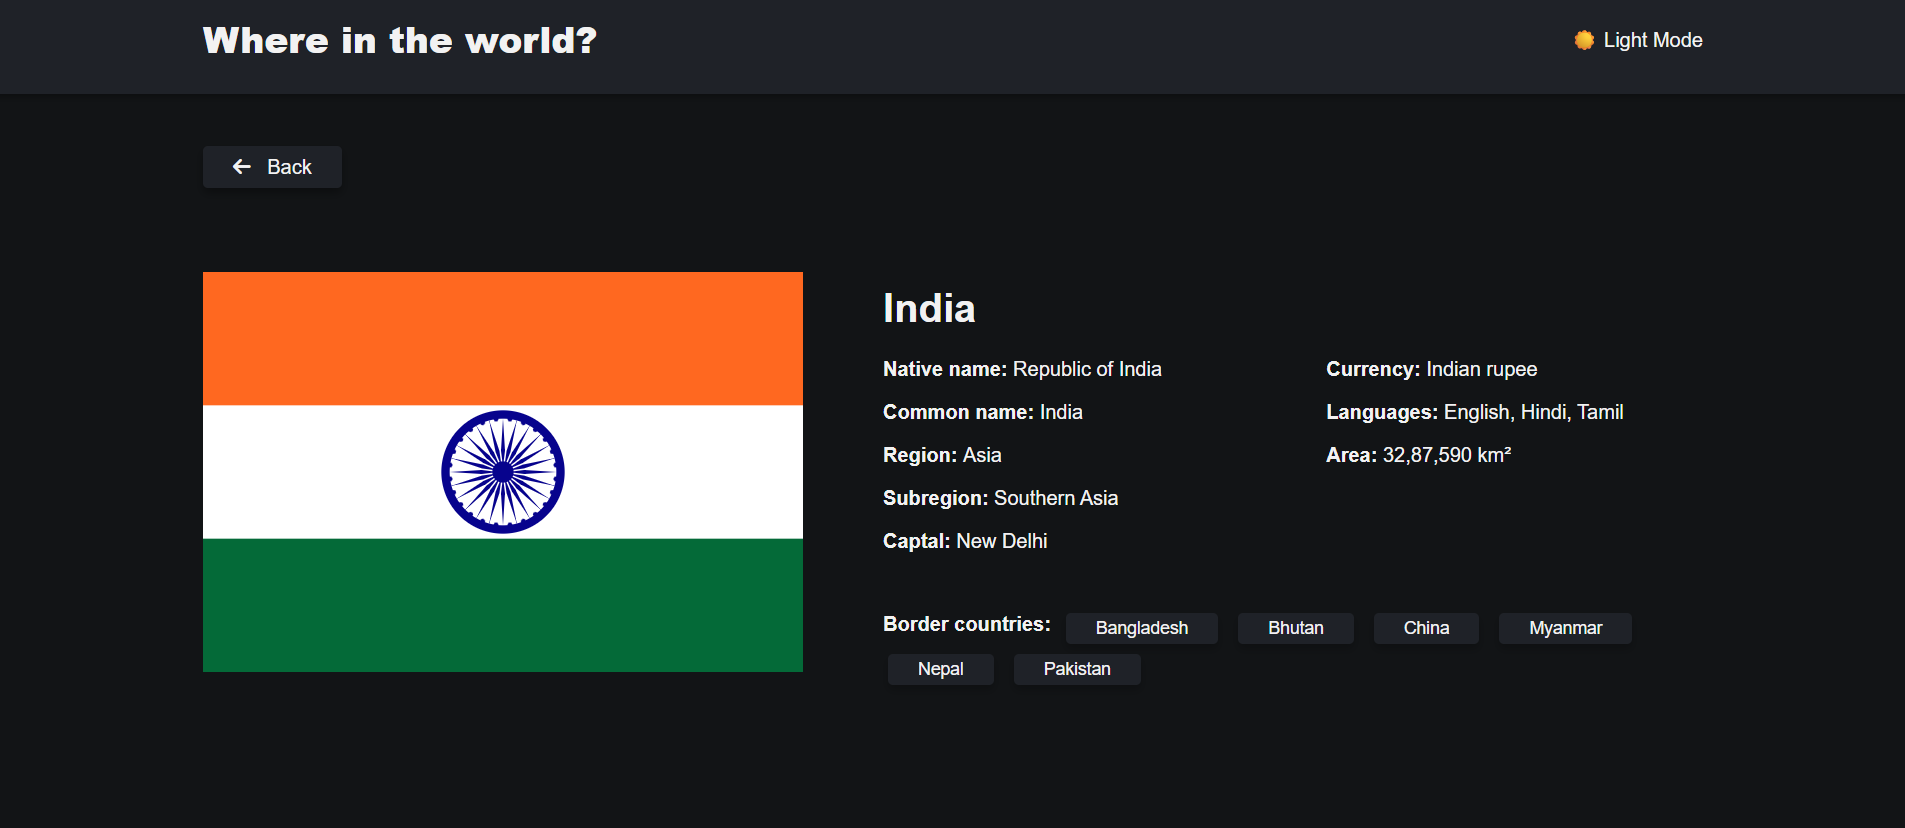 Where in the world?
Light Mode
Back
India
Native name: Republic of India
Common name: India
Region: Asia
Subregion: Southern Asia
Captal: New Delhi
Currency: Indian rupee
Languages: English, Hindi, Tamil
Area: 32,87,590 km²
Border countries: Bangladesh Bhutan China Myanmar
Nepal Pakistan